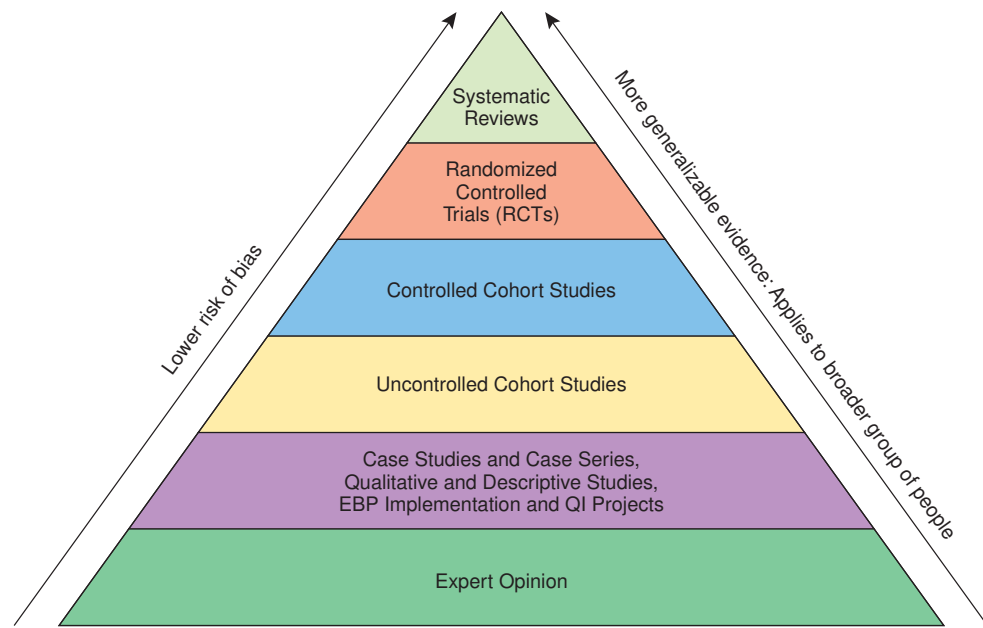 Systematic
Reviews
Randomized
Controlled
Trials (RCTs)
Controlled Cohort Studies
Uncontrolled Cohort Studies
Case Studies and Case Series,
Qualitative and Descriptive Studies,
EBP Implementation and QI Projects
Expert Opinion
Lower risk of bias
More generalizable evidence: Applies to broader group of people